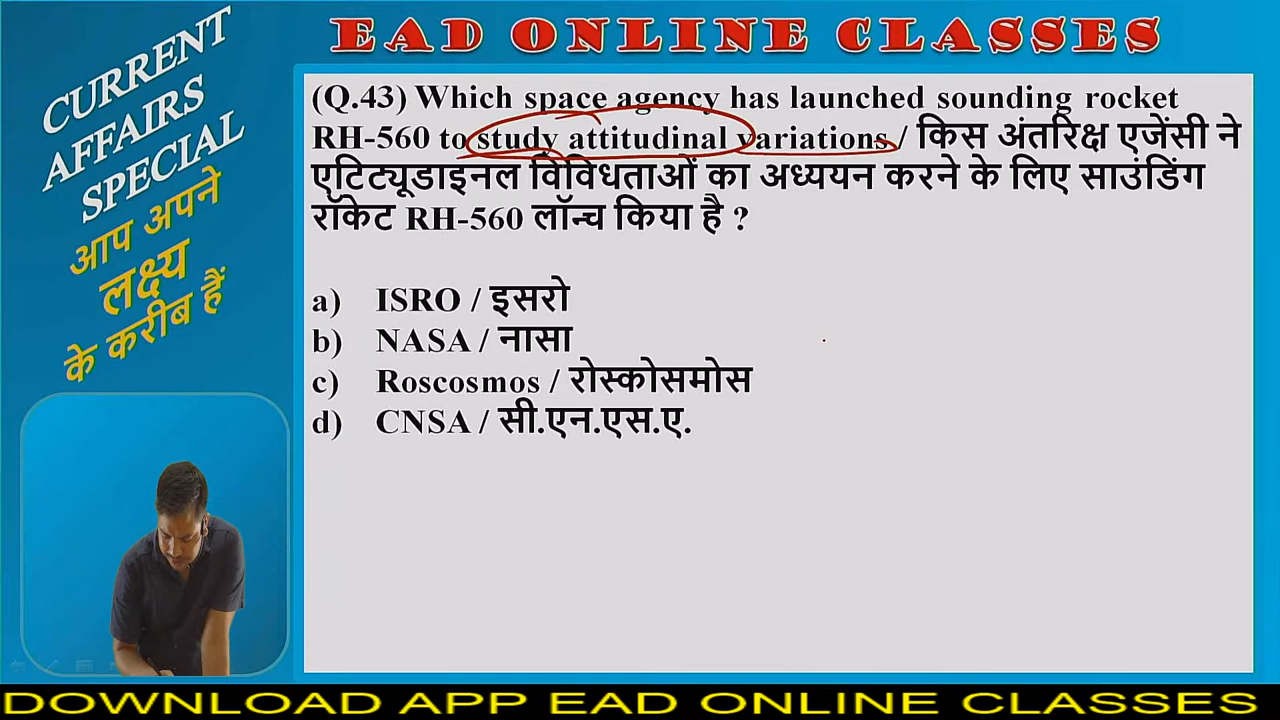 EAD ONLINE CLASSES
CURRENT
AFFAIRS
SPECIAL
आप अपने
लक्ष्य
के करीब हैं
(Q.43) Which space agency has launched sounding rocket
RH-560 to study attitudinal variations / किस अंतरिक्ष एजेंसी ने
एटिट्यूडाइनल विविधताओं का अध्ययन करने के लिए साउंडिंग
रॉकेट RH-560 लॉन्च किया है ?
a) ISRO / इसरो
b) NASA / नासा
c) Roscosmos / रोस्कोसमोस
d) CNSA / सी.एन.एस.ए.
DOWNLOAD APP EAD ONLINE CLASSES